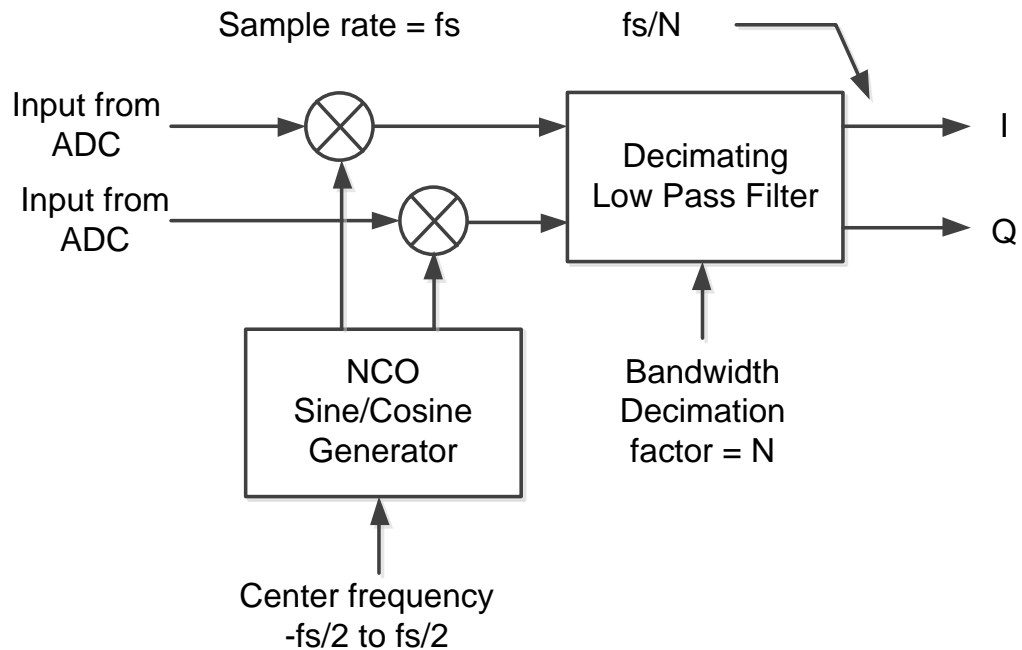 Sample rate = fs
fs/N
Input from
ADC
I
Decimating
Low Pass Filter
Input from
ADC
Q
NCO
Sine/Cosine
Generator
Bandwidth
Decimation
factor = N
Center frequency
-fs/2 to fs/2